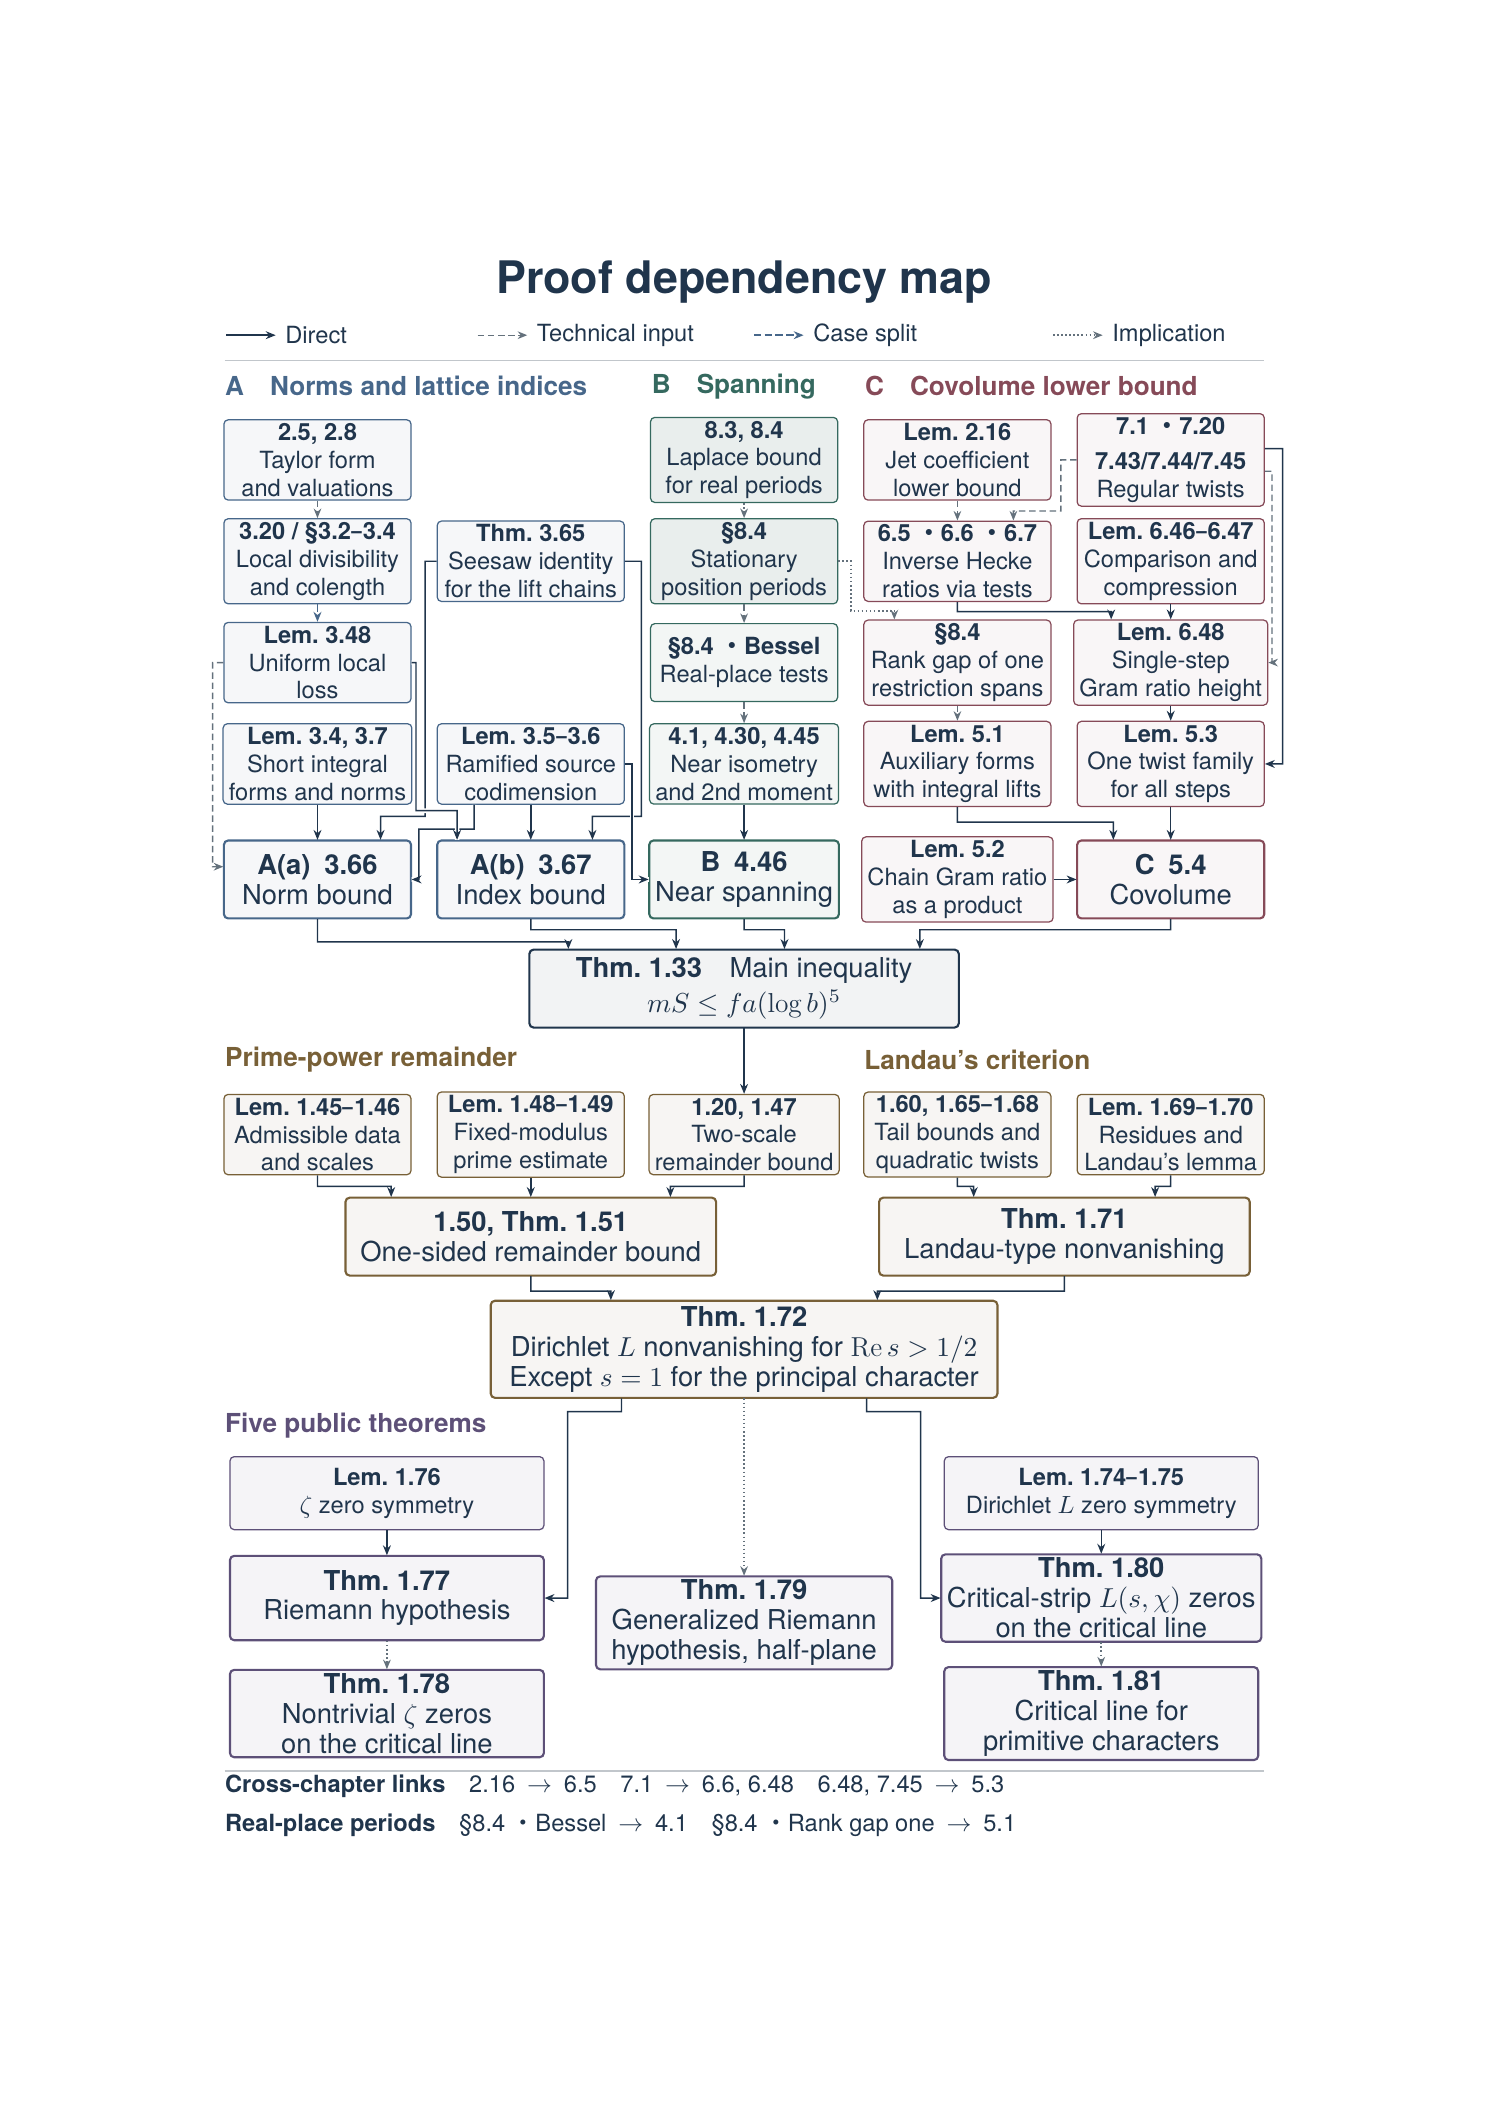 Proof dependency map
Direct
Technical input
Case split
Implication
A Norms and lattice indices
B Spanning
C Covolume lower bound
2.5, 2.8
Taylor form
and valuations
8.3, 8.4
Laplace bound
for real periods
Lem. 2.16
Jet coefficient
lower bound
7.1 • 7.20
7.43/7.44/7.45
Regular twists
3.20 / §3.2–3.4
Local divisibility
and colength
Thm. 3.65
Seesaw identity
for the lift chains
§8.4
Stationary
position periods
6.5 • 6.6 • 6.7
Inverse Hecke
ratios via tests
Lem. 6.46–6.47
Comparison and
compression
Lem. 3.48
Uniform local
loss
§8.4 • Bessel
Real-place tests
§8.4
Rank gap of one
restriction spans
Lem. 6.48
Single-step
Gram ratio height
Lem. 3.4, 3.7
Short integral
forms and norms
Lem. 3.5–3.6
Ramified source
codimension
4.1, 4.30, 4.45
Near isometry
and 2nd moment
Lem. 5.1
Auxiliary forms
with integral lifts
Lem. 5.3
One twist family
for all steps
A(a) 3.66
Norm bound
A(b) 3.67
Index bound
B 4.46
Near spanning
Lem. 5.2
Chain Gram ratio
as a product
C 5.4
Covolume
Thm. 1.33 Main inequality
mS ≤ fa(log b)⁵
Prime-power remainder
Landau’s criterion
Lem. 1.45–1.46
Admissible data
and scales
Lem. 1.48–1.49
Fixed-modulus
prime estimate
1.20, 1.47
Two-scale
remainder bound
1.60, 1.65–1.68
Tail bounds and
quadratic twists
Lem. 1.69–1.70
Residues and
Landau’s lemma
1.50, Thm. 1.51
One-sided remainder bound
Thm. 1.71
Landau-type nonvanishing
Thm. 1.72
Dirichlet L nonvanishing for Re s > 1/2
Except s = 1 for the principal character
Five public theorems
Lem. 1.76
ζ zero symmetry
Lem. 1.74–1.75
Dirichlet L zero symmetry
Thm. 1.77
Riemann hypothesis
Thm. 1.79
Generalized Riemann
hypothesis, half-plane
Thm. 1.80
Critical-strip L(s, χ) zeros
on the critical line
Thm. 1.78
Nontrivial ζ zeros
on the critical line
Thm. 1.81
Critical line for
primitive characters
Cross-chapter links 2.16 → 6.5 7.1 → 6.6, 6.48 6.48, 7.45 → 5.3
Real-place periods §8.4 • Bessel → 4.1 §8.4 • Rank gap one → 5.1